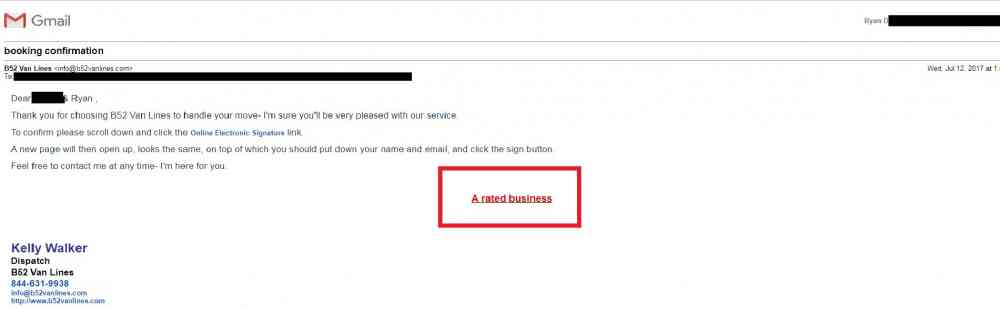 Gmail
Ryan D
booking confirmation
B52 Van Lines <info@b52vanlines.com>
Wed, Jul 12, 2017 at 1:
To:
Dear & Ryan ,
Thank you for choosing B52 Van Lines to handle your move- I'm sure you'll be very pleased with our service.
To confirm please scroll down and click the Online Electronic Signature link.
A new page will then open up, looks the same, on top of which you should put down your name and email, and click the sign button.
Feel free to contact me at any time- I'm here for you.
A rated business
Kelly Walker
Dispatch
B52 Van Lines
844-631-9938
info@b52vanlines.com
http://www.b52vanlines.com